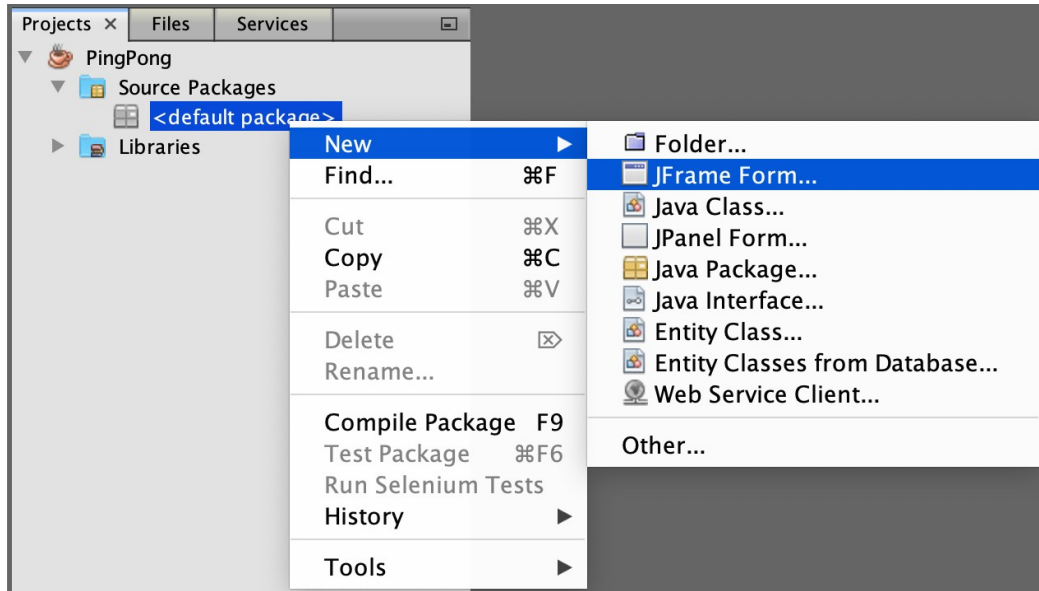 Projects × Files Services
PingPong
Source Packages
<default package>
Libraries
New
Find... ⌘F
Cut ⌘X
Copy ⌘C
Paste ⌘V
Delete ⌦
Rename...
Compile Package F9
Test Package ⌘F6
Run Selenium Tests
History
Tools
Folder...
JFrame Form...
Java Class...
JPanel Form...
Java Package...
Java Interface...
Entity Class...
Entity Classes from Database...
Web Service Client...
Other...